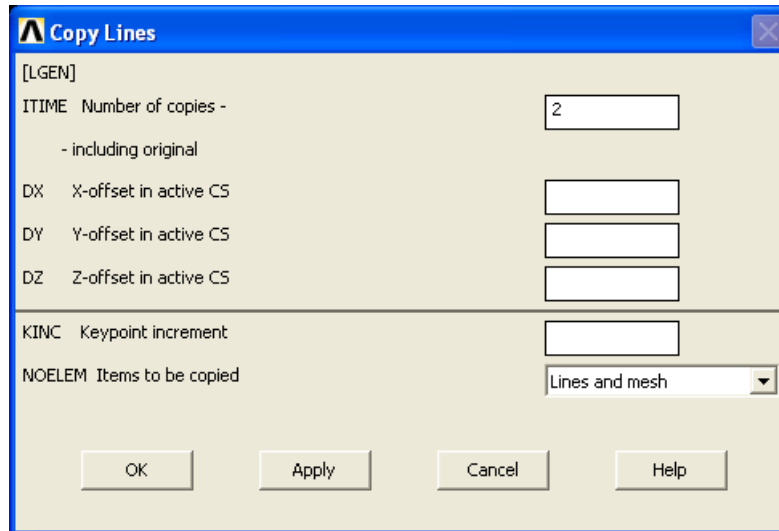 Copy Lines
[LGEN]
ITIME Number of copies - 2
- including original
DX X-offset in active CS
DY Y-offset in active CS
DZ Z-offset in active CS
KINC Keypoint increment
NOELEM Items to be copied Lines and mesh
OK Apply Cancel Help